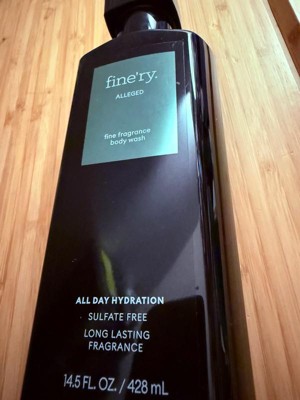 fine'ry.
ALLEGED
fine fragrance
body wash
ALL DAY HYDRATION
SULFATE FREE
LONG LASTING
FRAGRANCE
14.5 FL. OZ. / 428 mL